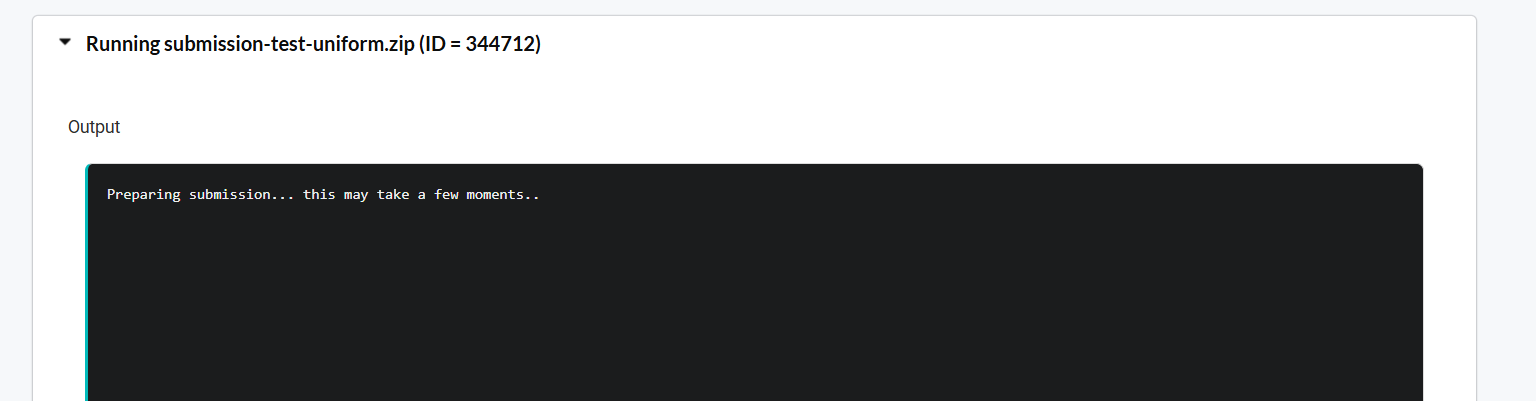 Running submission-test-uniform.zip (ID = 344712)
Output
Preparing submission... this may take a few moments..